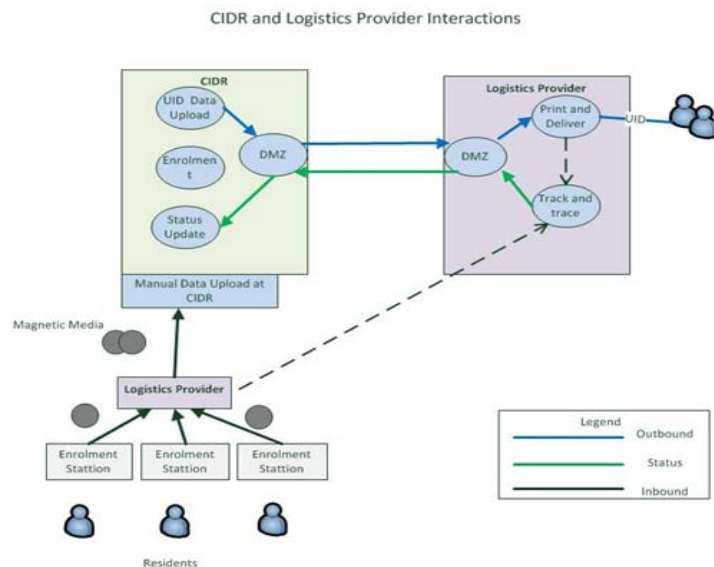 CIDR and Logistics Provider Interactions
CIDR
UID Data
Upload
DMZ
Enrolmen
t
Status
Update
Manual Data Upload at
CIDR
Logistics Provider
Print and
Deliver
UID
DMZ
Track and
trace
Magnetic Media
Logistics Provider
Enrolment
Stattion
Enrolment
Stattion
Enrolment
Stattion
Residents
Legend
Outbound
Status
Inbound